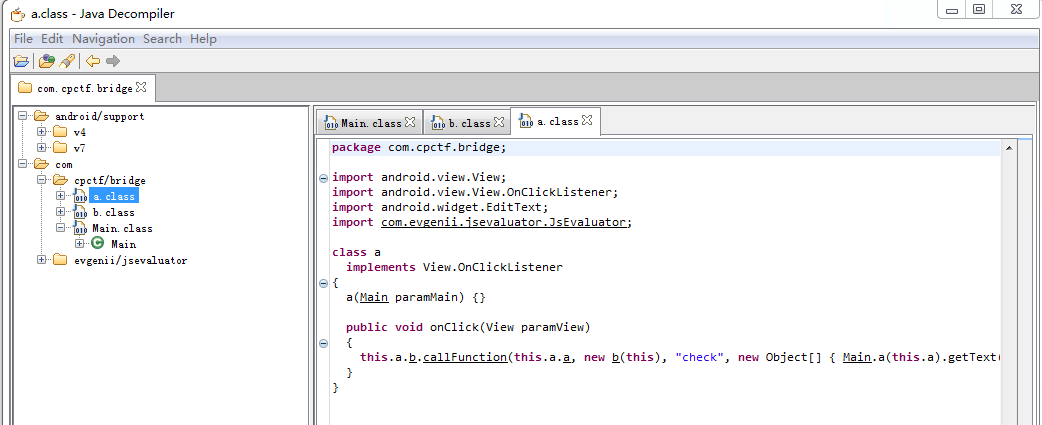 a.class - Java Decompiler
File Edit Navigation Search Help
com.cpctf.bridge
android/support
v4
v7
com
cpctf/bridge
a.class
b.class
Main.class
Main
evgenii/jsevaluator
Main.class b.class a.class
package com.cpctf.bridge;
import android.view.View;
import android.view.View.OnClickListener;
import android.widget.EditText;
import com.evgenii.jsevaluator.JsEvaluator;
class a
implements View.OnClickListener
{
a(Main paramMain) {}
public void onClick(View paramView)
{
this.a.b.callFunction(this.a.a, new b(this), "check", new Object[] { Main.a(this.a).getText(
}
}